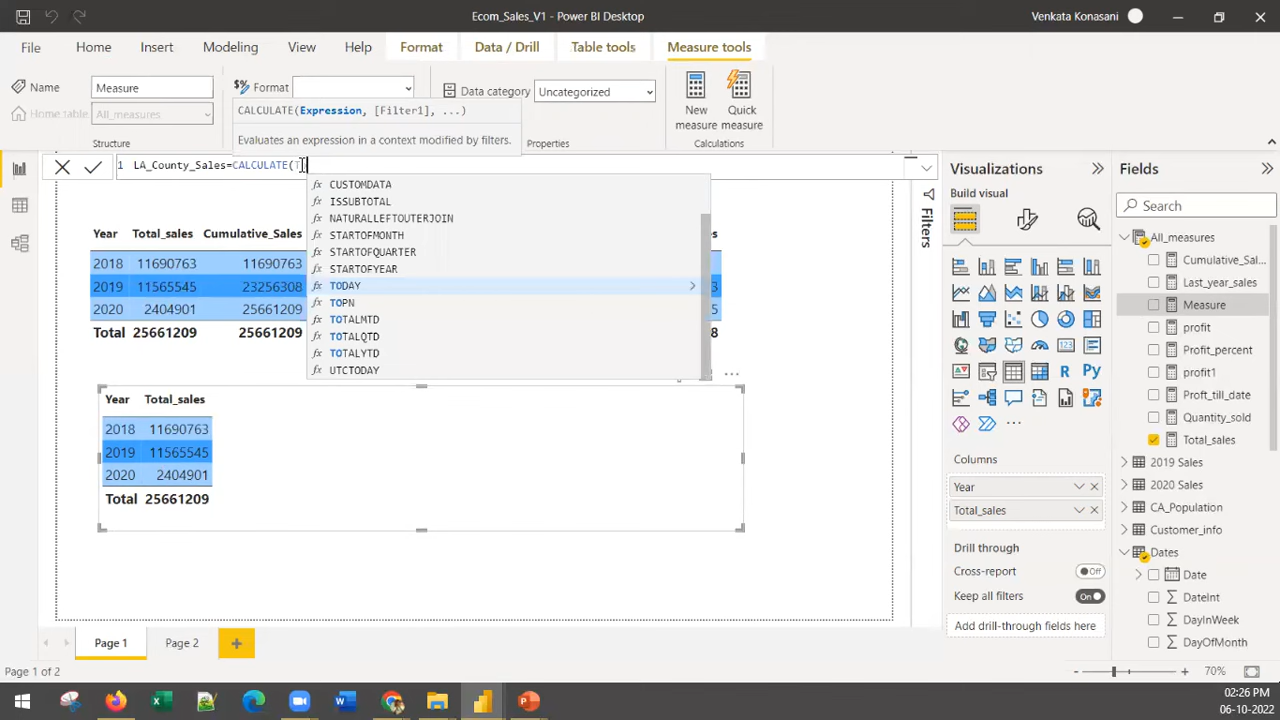 Ecom_Sales_V1 - Power BI Desktop
Venkata Konasani
File
Home
Insert
Modeling
View
Help
Format
Data / Drill
Table tools
Measure tools
Name
Measure
Format
Data category
Uncategorized
New measure
Quick measure
Home table
All_measures
Structure
Properties
Calculations
CALCULATE(Expression, [Filter1], ...)
Evaluates an expression in a context modified by filters.
1 LA_County_Sales=CALCULATE(T
CUSTOMDATA
ISSUBTOTAL
NATURALLEFTOUTERJOIN
STARTOFMONTH
STARTOFQUARTER
STARTOFYEAR
TODAY
TOPN
TOTALMTD
TOTALQTD
TOTALYTD
UTCTODAY
Year Total_sales Cumulative_Sales
2018 11690763 11690763
2019 11565545 23256308
2020 2404901 25661209
Total 25661209 25661209
Year Total_sales
2018 11690763
2019 11565545
2020 2404901
Total 25661209
Filters
Visualizations
Build visual
Columns
Year
Total_sales
Drill through
Cross-report
Off
Keep all filters
On
Add drill-through fields here
Fields
Search
All_measures
Cumulative_Sal...
Last_year_sales
Measure
profit
Profit_percent
profit1
Proft_till_date
Quantity_sold
Total_sales
2019 Sales
2020 Sales
CA_Population
Customer_info
Dates
Date
DateInt
DayInWeek
DayOfMonth
Page 1
Page 2
Page 1 of 2
70%
02:26 PM
06-10-2022